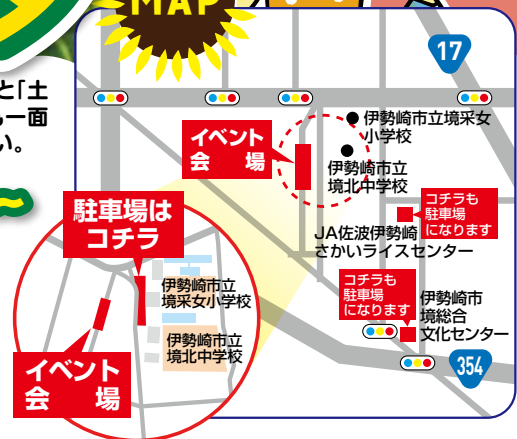 MAP
と「土
一面
い。
17
イベント
会 場
伊勢崎市立境采女
小学校
伊勢崎市立
境北中学校
コチラも
駐車場
になります
JA佐波伊勢崎
さかいライスセンター
コチラも
駐車場
になります
伊勢崎市
境総合
文化センター
354
駐車場は
コチラ
伊勢崎市立
境采女小学校
伊勢崎市立
境北中学校
イベント
会 場